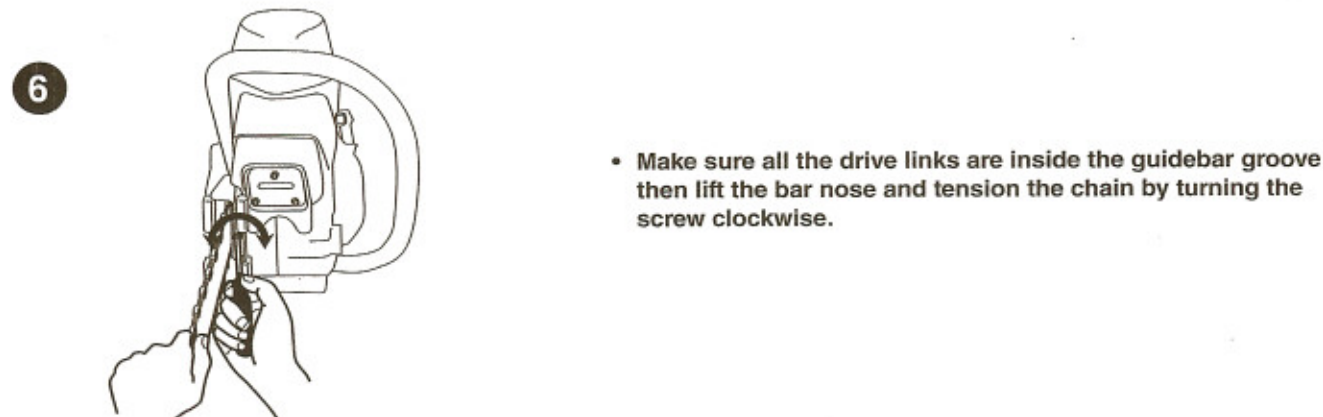 6
• Make sure all the drive links are inside the guidebar groove
then lift the bar nose and tension the chain by turning the
screw clockwise.